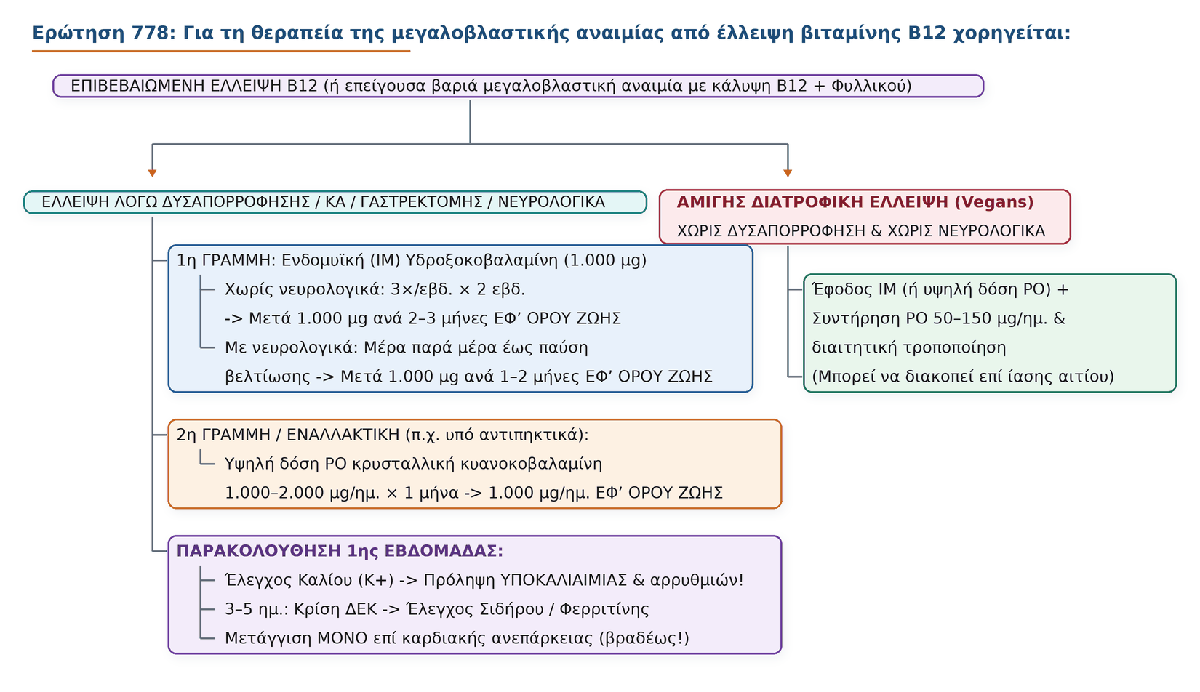 Ερώτηση 778: Για τη θεραπεία της μεγαλοβλαστικής αναιμίας από έλλειψη βιταμίνης Β12 χορηγείται:
ΕΠΙΒΕΒΑΙΩΜΕΝΗ ΕΛΛΕΙΨΗ Β12 (ή επείγουσα βαριά μεγαλοβλαστική αναιμία με κάλυψη Β12 + Φυλλικού)
ΕΛΛΕΙΨΗ ΛΟΓΩ ΔΥΣΑΠΟΡΡΟΦΗΣΗΣ / ΚΑ / ΓΑΣΤΡΕΚΤΟΜΗΣ / ΝΕΥΡΟΛΟΓΙΚΑ
ΑΜΙΓΗΣ ΔΙΑΤΡΟΦΙΚΗ ΕΛΛΕΙΨΗ (Vegans)
ΧΩΡΙΣ ΔΥΣΑΠΟΡΡΟΦΗΣΗ & ΧΩΡΙΣ ΝΕΥΡΟΛΟΓΙΚΑ
1η ΓΡΑΜΜΗ: Ενδομυϊκή (IM) Υδροξοκοβαλαμίνη (1.000 μg)
Χωρίς νευρολογικά: 3×/εβδ. × 2 εβδ.
-> Μετά 1.000 μg ανά 2–3 μήνες ΕΦ’ ΟΡΟΥ ΖΩΗΣ
Με νευρολογικά: Μέρα παρά μέρα έως παύση
βελτίωσης -> Μετά 1.000 μg ανά 1–2 μήνες ΕΦ’ ΟΡΟΥ ΖΩΗΣ
Έφοδος IM (ή υψηλή δόση PO) +
Συντήρηση PO 50–150 μg/ημ. &
διαιτητική τροποποίηση
(Μπορεί να διακοπεί επί ίασης αιτίου)
2η ΓΡΑΜΜΗ / ΕΝΑΛΛΑΚΤΙΚΗ (π.χ. υπό αντιπηκτικά):
Υψηλή δόση PO κρυσταλλική κυανοκοβαλαμίνη
1.000–2.000 μg/ημ. × 1 μήνα -> 1.000 μg/ημ. ΕΦ’ ΟΡΟΥ ΖΩΗΣ
ΠΑΡΑΚΟΛΟΥΘΗΣΗ 1ης ΕΒΔΟΜΑΔΑΣ:
Έλεγχος Καλίου (K+) -> Πρόληψη ΥΠΟΚΑΛΙΑΙΜΙΑΣ & αρρυθμιών!
3–5 ημ.: Κρίση ΔΕΚ -> Έλεγχος Σιδήρου / Φερριτίνης
Μετάγγιση ΜΟΝΟ επί καρδιακής ανεπάρκειας (βραδέως!)